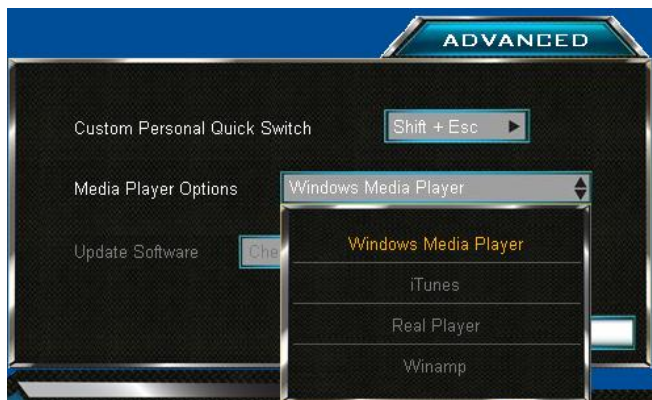 ADVANCED
Custom Personal Quick Switch Shift + Esc
Media Player Options Windows Media Player
Windows Media Player
Update Software
iTunes
Real Player
Winamp